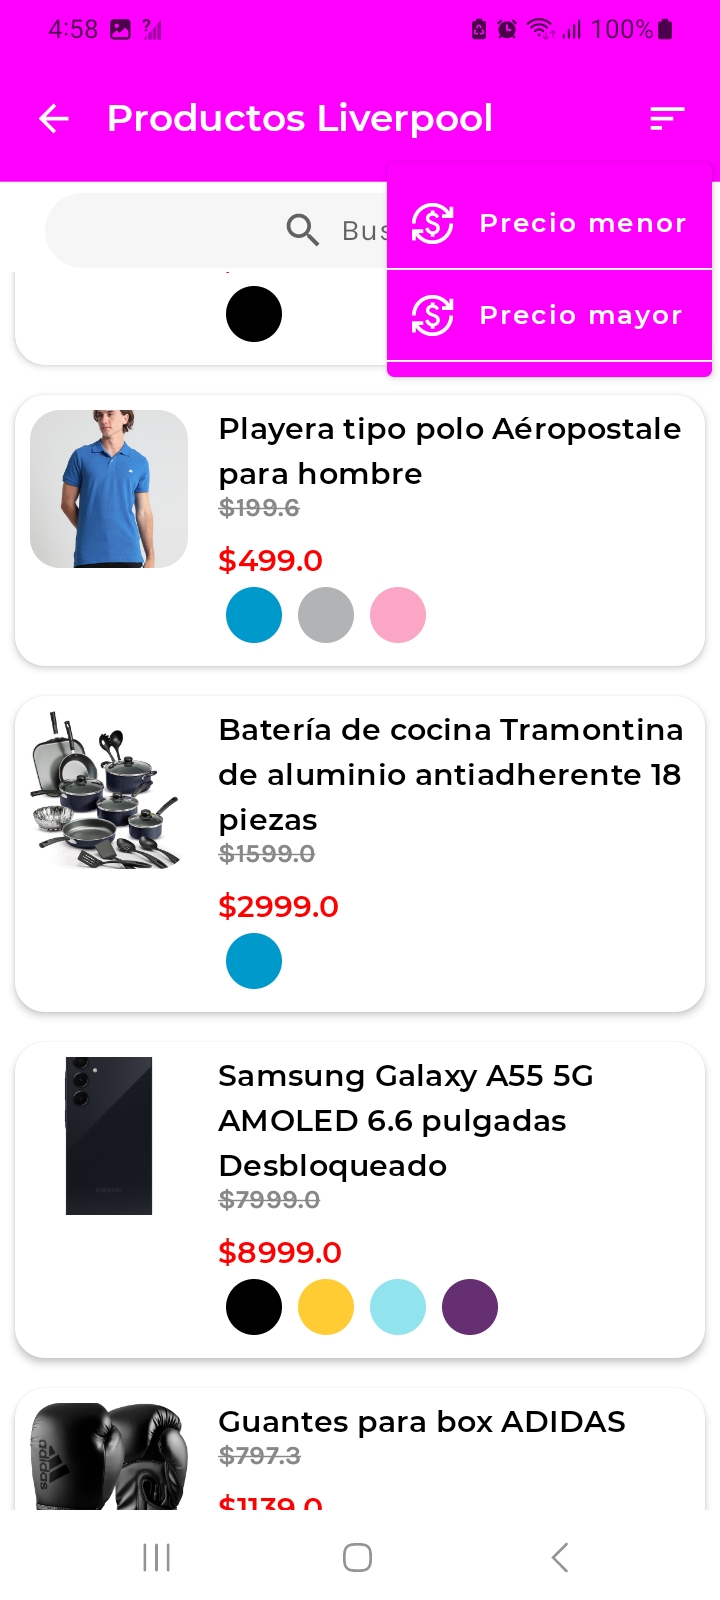 4:58
100%
Productos Liverpool
Precio menor
Precio mayor
Playera tipo polo Aéropostale
para hombre
$199.6
$499.0
Batería de cocina Tramontina
de aluminio antiadherente 18
piezas
$1599.0
$2999.0
Samsung Galaxy A55 5G
AMOLED 6.6 pulgadas
Desbloqueado
$7999.0
$8999.0
Guantes para box ADIDAS
$797.3
$1139.0
adidas